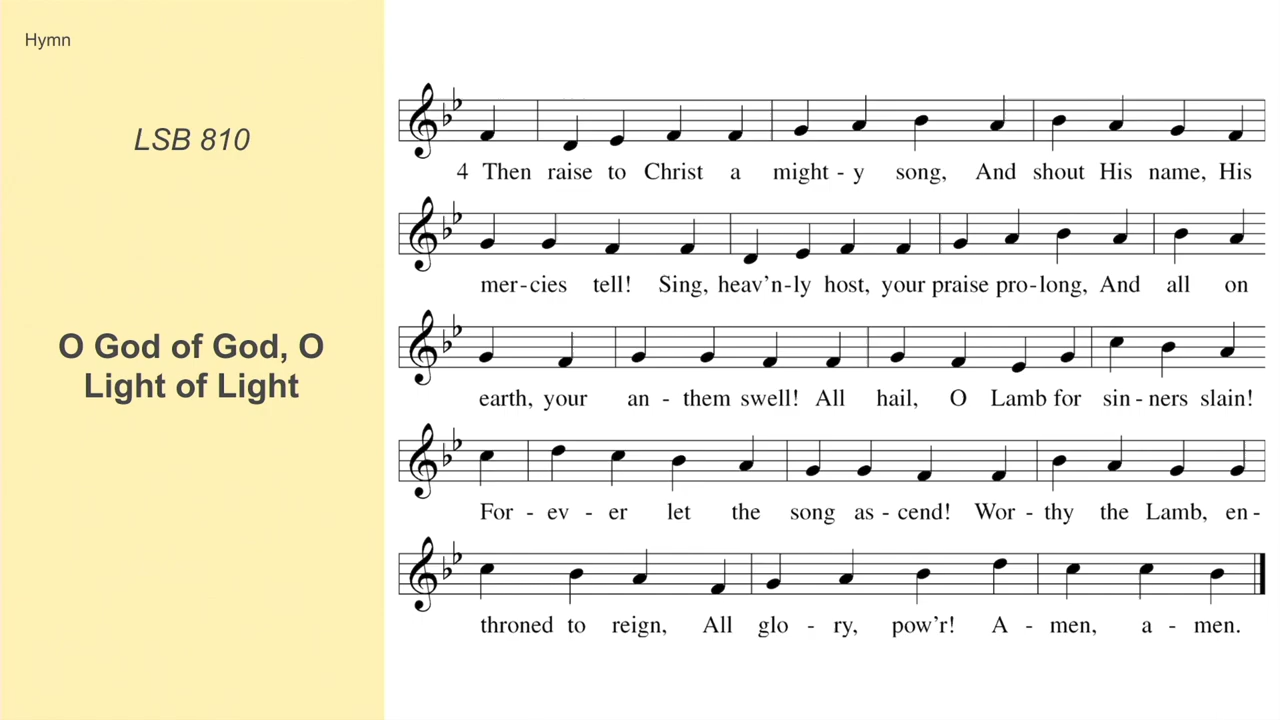 Hymn
LSB 810
O God of God, O
Light of Light
4 Then raise to Christ a might - y song, And shout His name, His
mer - cies tell! Sing, heav'n - ly host, your praise pro - long, And all on
earth, your an - them swell! All hail, O Lamb for sin - ners slain!
For - ev - er let the song as - cend! Wor - thy the Lamb, en -
throned to reign, All glo - ry, pow'r! A - men, a - men.